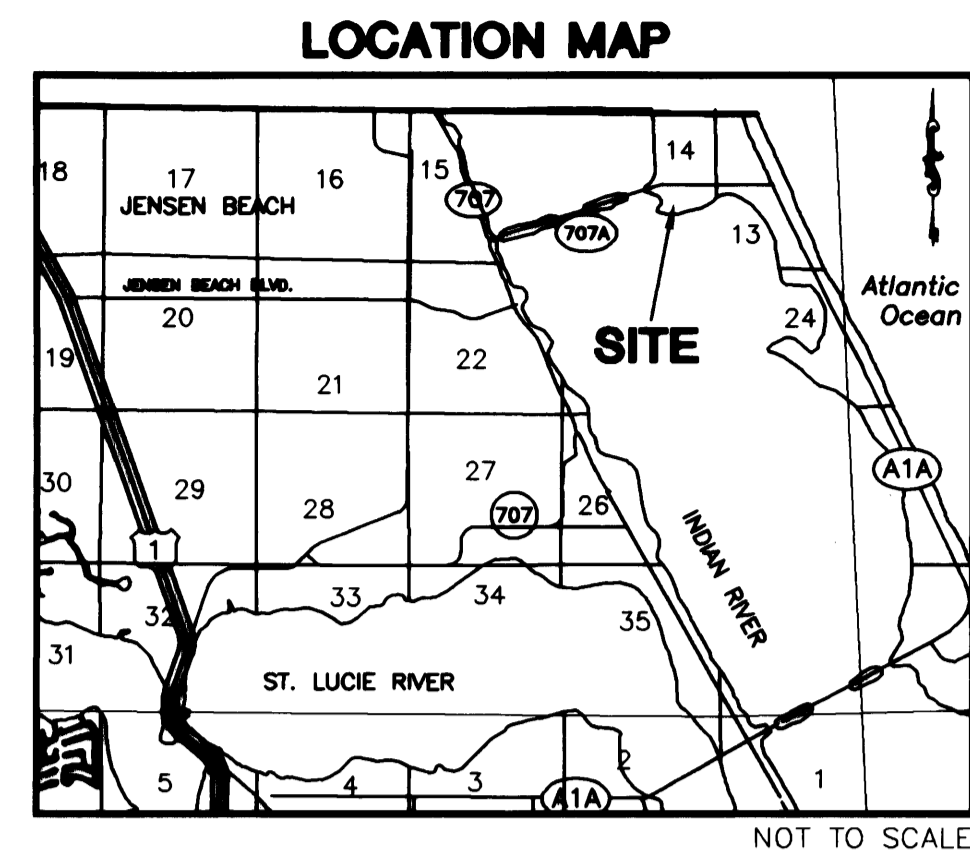 LOCATION MAP
18
17
16
15
14
JENSEN BEACH
707
707A
13
JENSEN BEACH BLVD.
Atlantic
Ocean
20
24
SITE
19
22
21
A1A
30
29
27
28
707
26
1
INDIAN RIVER
32
33
34
35
31
ST. LUCIE RIVER
5
4
3
2
1
A1A
NOT TO SCALE